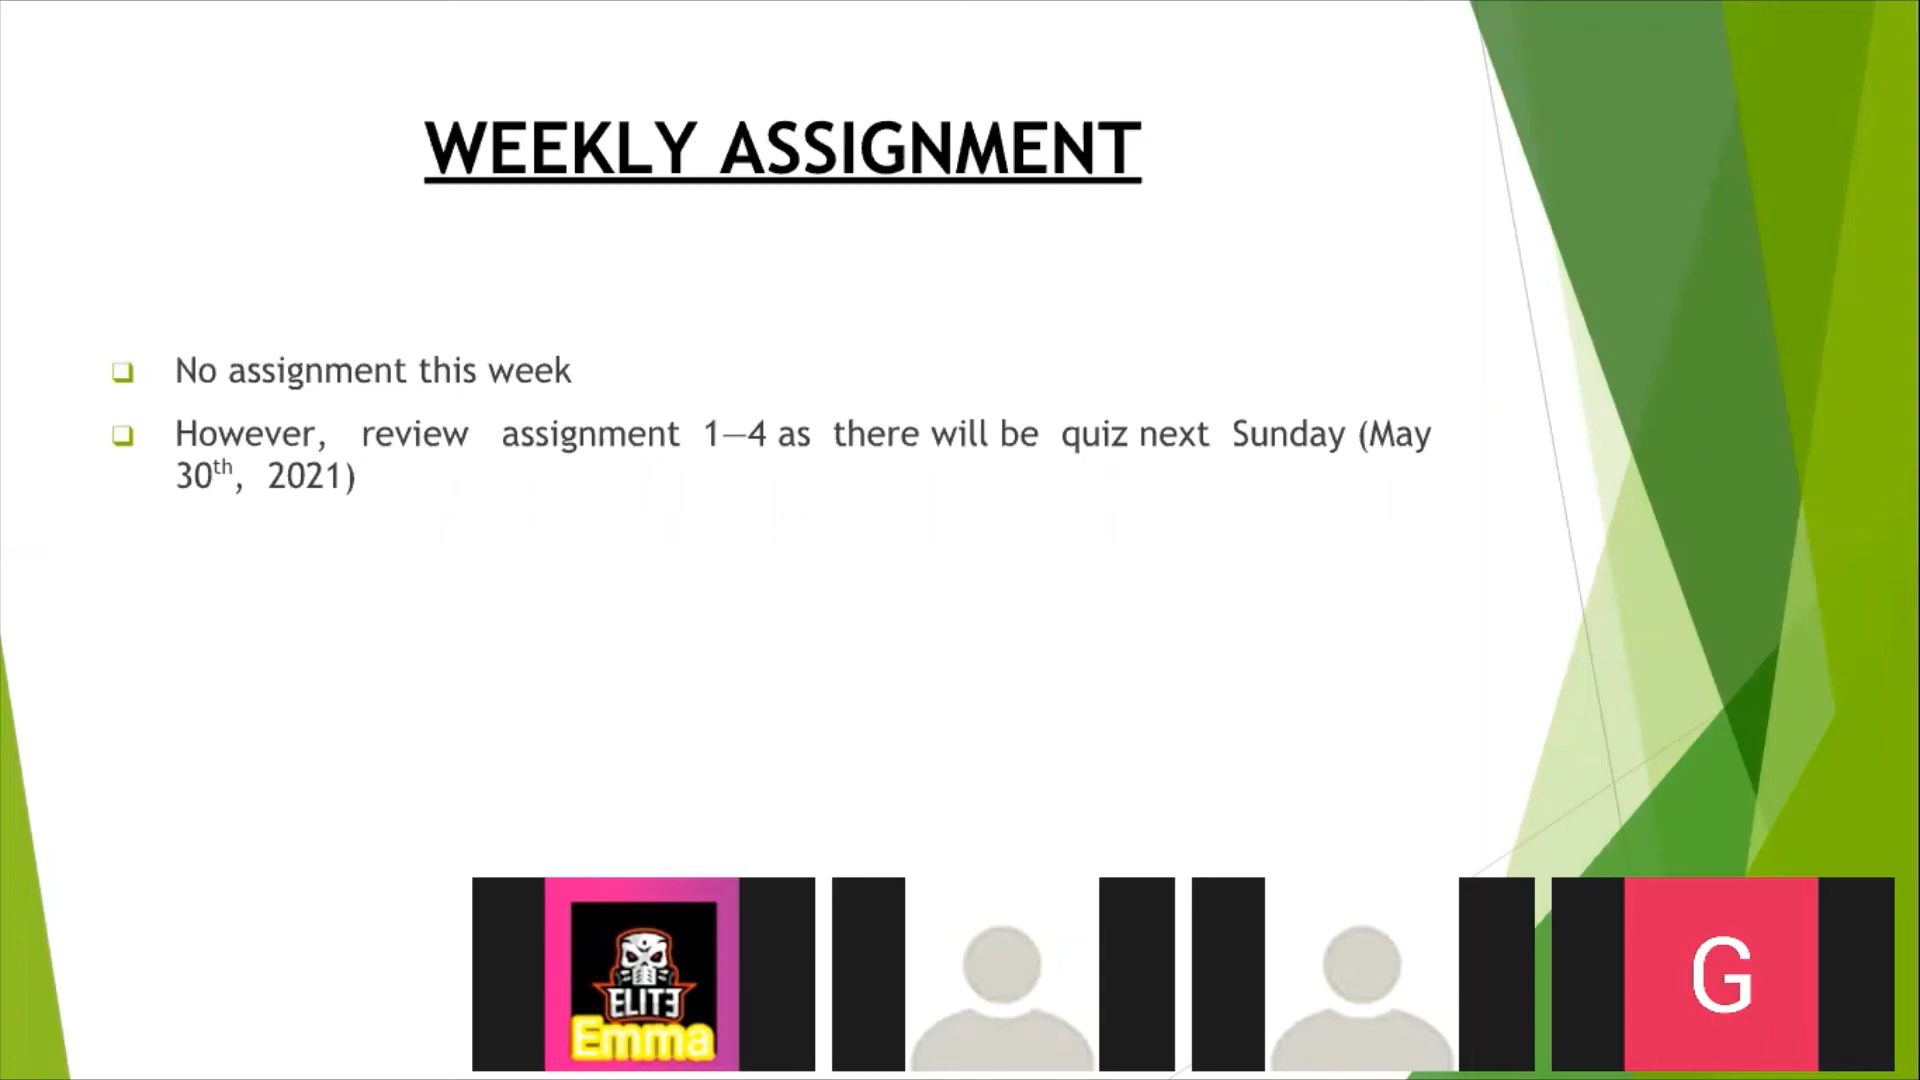 WEEKLY ASSIGNMENT
No assignment this week
However, review assignment 1—4 as there will be quiz next Sunday (May
30th, 2021)
ELITE
Emma
G